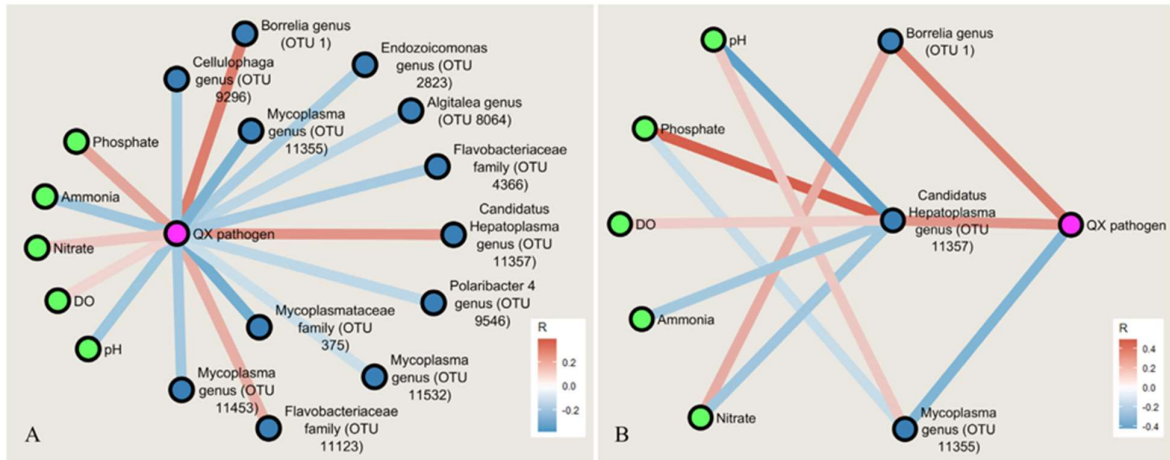 Borrelia genus
(OTU 1)
Cellulophaga
genus (OTU
9296)
Endozoicomonas
genus (OTU
2823)
Mycoplasma
genus (OTU
11355)
Algitalea genus
(OTU 8064)
Phosphate
Flavobacteriaceae
family (OTU
4366)
Ammonia
Candidatus
Hepatoplasma
genus (OTU
11357)
QX pathogen
Nitrate
DO
Polaribacter 4
genus (OTU
9546)
Mycoplasmataceae
family (OTU
375)
pH
Mycoplasma
genus (OTU
11532)
Mycoplasma
genus (OTU
11453)
Flavobacteriaceae
family (OTU
11123)
R
0.2
0.0
-0.2
A
pH
Borrelia genus
(OTU 1)
Phosphate
DO
Candidatus
Hepatoplasma
genus (OTU
11357)
QX pathogen
Ammonia
Nitrate
Mycoplasma
genus (OTU
11355)
R
0.4
0.2
0.0
-0.2
-0.4
B